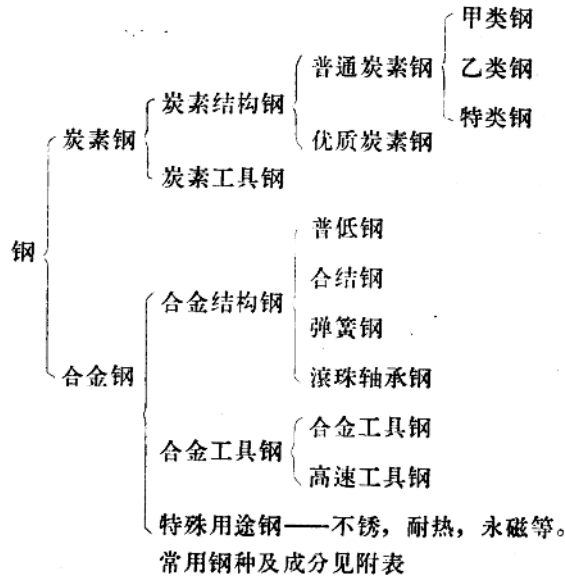 甲类钢
普通炭素钢 乙类钢
炭素结构钢 特类钢
炭素钢 优质炭素钢
炭素工具钢
普低钢
钢 合结钢
合金结构钢
弹簧钢
合金钢 滚珠轴承钢
合金工具钢 合金工具钢
高速工具钢
特殊用途钢——不锈，耐热，永磁等。
常用钢种及成分见附表